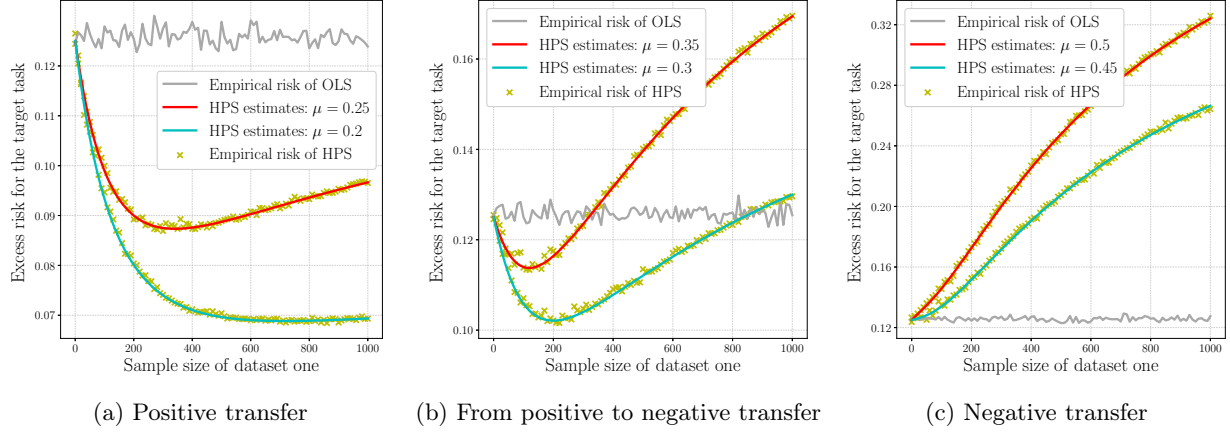 0.12
0.11
0.10
0.09
0.08
0.07
Excess risk for the target task
Empirical risk of OLS
HPS estimates: μ = 0.25
HPS estimates: μ = 0.2
Empirical risk of HPS
0 200 400 600 800 1000
Sample size of dataset one
(a) Positive transfer
0.16
0.14
0.12
0.10
Excess risk for the target task
Empirical risk of OLS
HPS estimates: μ = 0.35
HPS estimates: μ = 0.3
Empirical risk of HPS
0 200 400 600 800 1000
Sample size of dataset one
(b) From positive to negative transfer
0.32
0.28
0.24
0.20
0.16
0.12
Excess risk for the target task
Empirical risk of OLS
HPS estimates: μ = 0.5
HPS estimates: μ = 0.45
Empirical risk of HPS
0 200 400 600 800 1000
Sample size of dataset one
(c) Negative transfer